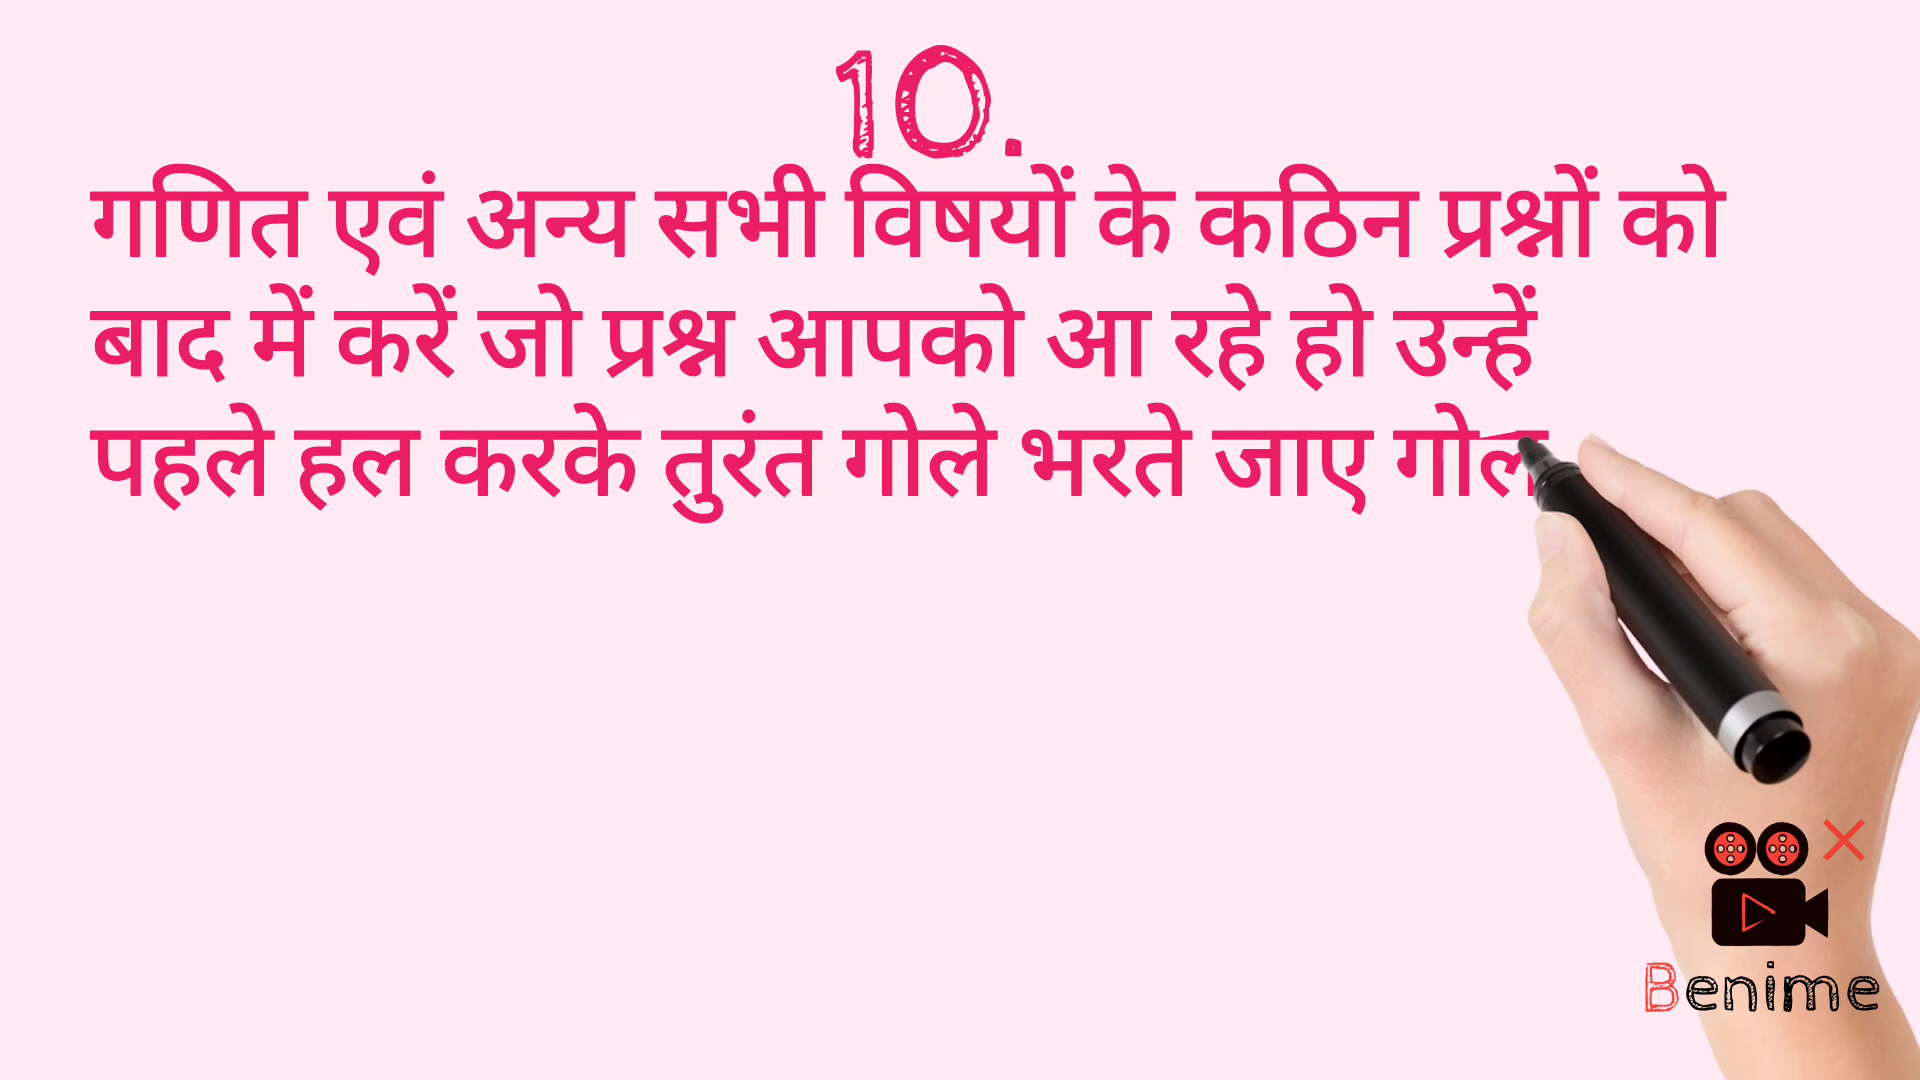 10.
गणित एवं अन्य सभी विषयों के कठिन प्रश्नों को
बाद में करें जो प्रश्न आपको आ रहे हो उन्हें
पहले हल करके तुरंत गोले भरते जाए गोल
Benime